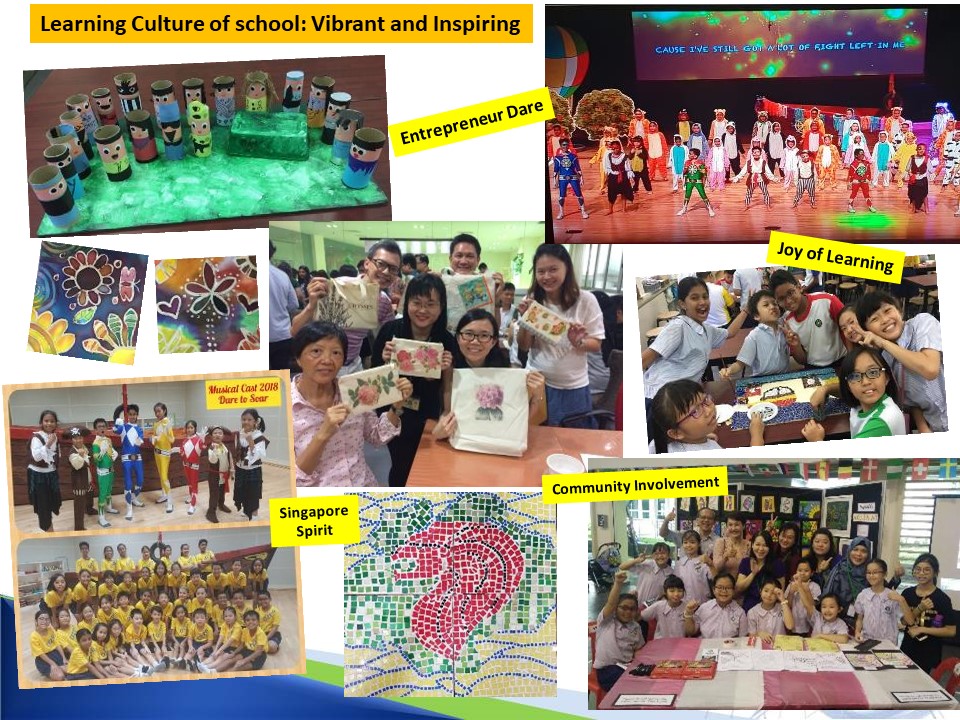 Learning Culture of school: Vibrant and Inspiring
CAUSE I'VE STILL GOT A LOT OF FIGHT LEFT IN ME
Entrepreneur Dare
Joy of Learning
Musical Cast 2018
Dare to Soar
Community Involvement
Singapore
Spirit